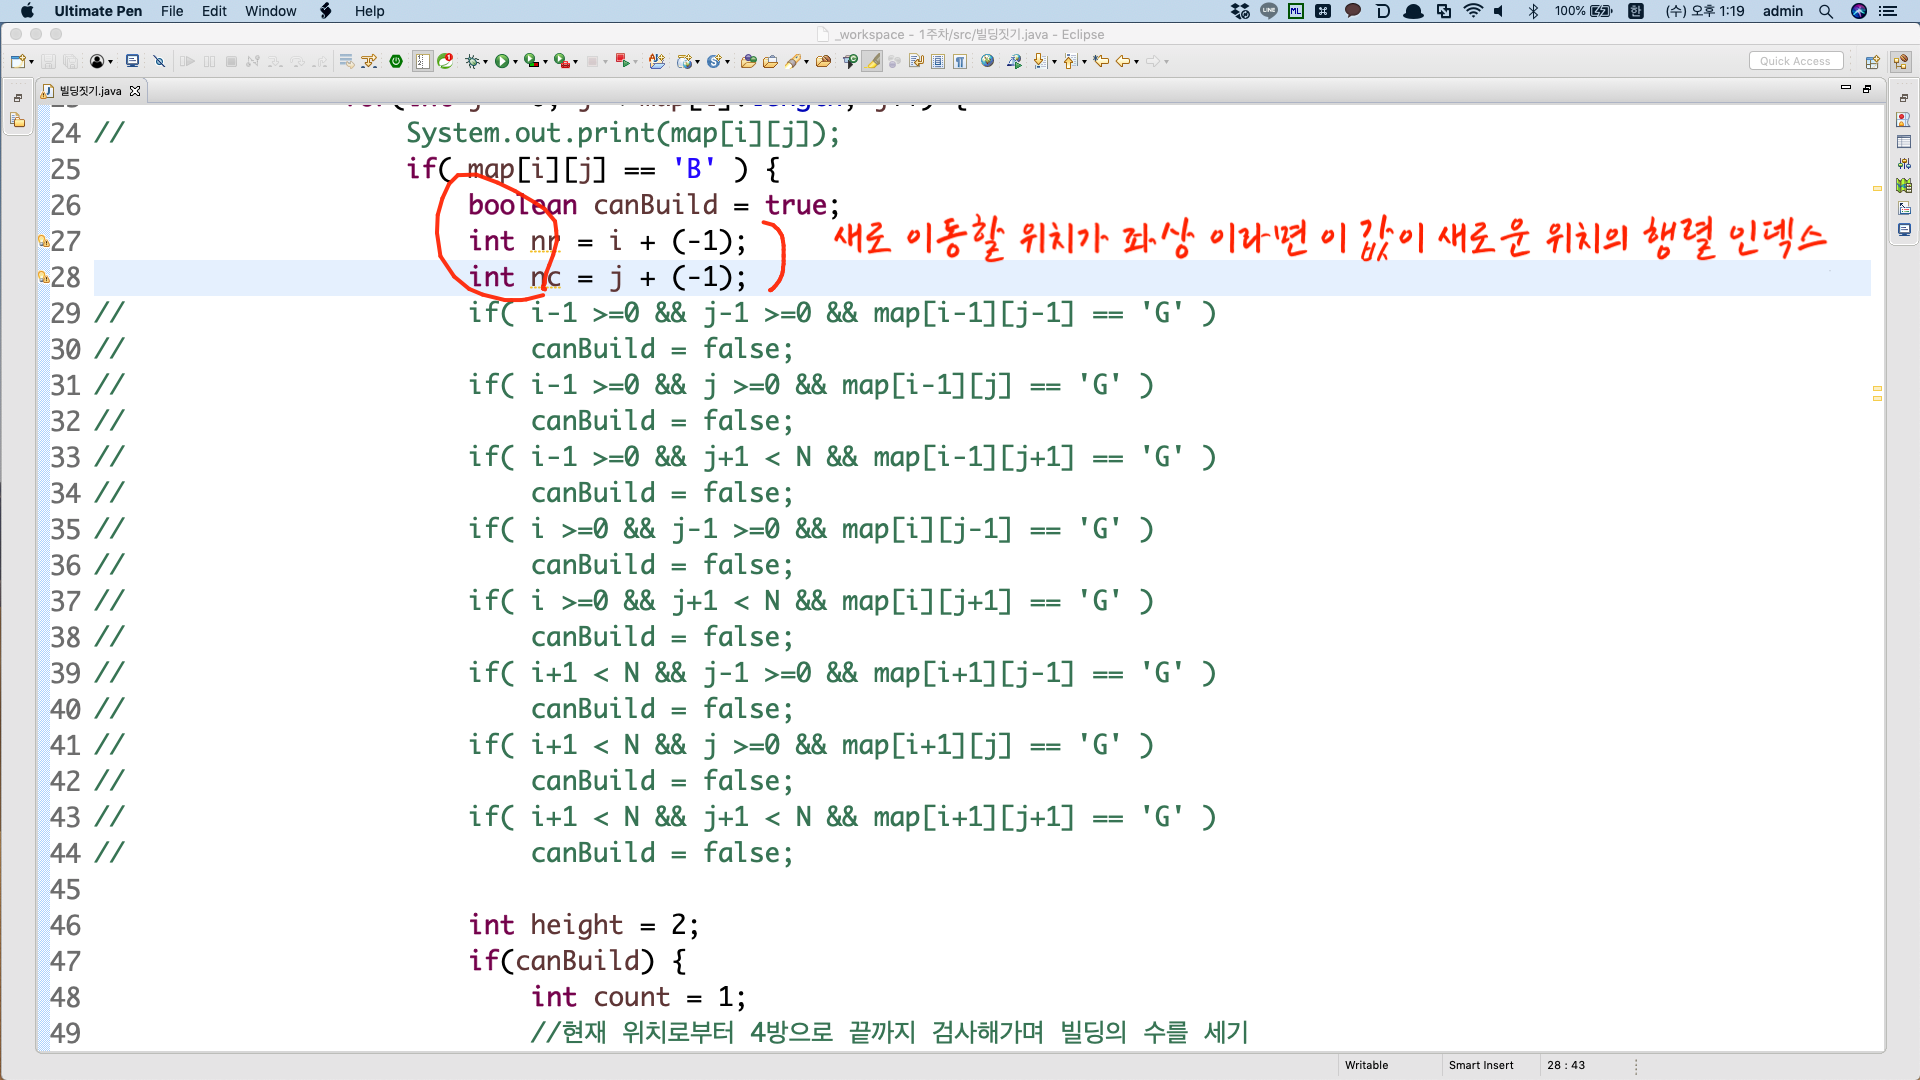 Ultimate Pen File Edit Window Help 100% (수) 오후 1:19 admin
_workspace - 1주차/src/빌딩짓기.java - Eclipse
Quick Access
빌딩짓기.java
24 // System.out.print(map[i][j]);
25 if( map[i][j] == 'B' ) {
26 boolean canBuild = true;
27 int nr = i + (-1);
새로 이동할 위치가 좌상 이라면 이 값이 새로운 위치의 행렬 인덱스
28 int nc = j + (-1);
29 // if( i-1 >=0 && j-1 >=0 && map[i-1][j-1] == 'G' )
30 // canBuild = false;
31 // if( i-1 >=0 && j >=0 && map[i-1][j] == 'G' )
32 // canBuild = false;
33 // if( i-1 >=0 && j+1 < N && map[i-1][j+1] == 'G' )
34 // canBuild = false;
35 // if( i >=0 && j-1 >=0 && map[i][j-1] == 'G' )
36 // canBuild = false;
37 // if( i >=0 && j+1 < N && map[i][j+1] == 'G' )
38 // canBuild = false;
39 // if( i+1 < N && j-1 >=0 && map[i+1][j-1] == 'G' )
40 // canBuild = false;
41 // if( i+1 < N && j >=0 && map[i+1][j] == 'G' )
42 // canBuild = false;
43 // if( i+1 < N && j+1 < N && map[i+1][j+1] == 'G' )
44 // canBuild = false;
45
46 int height = 2;
47 if(canBuild) {
48 int count = 1;
49 //현재 위치로부터 4방으로 끝까지 검사해가며 빌딩의 수를 세기
Writable Smart Insert 28 : 43